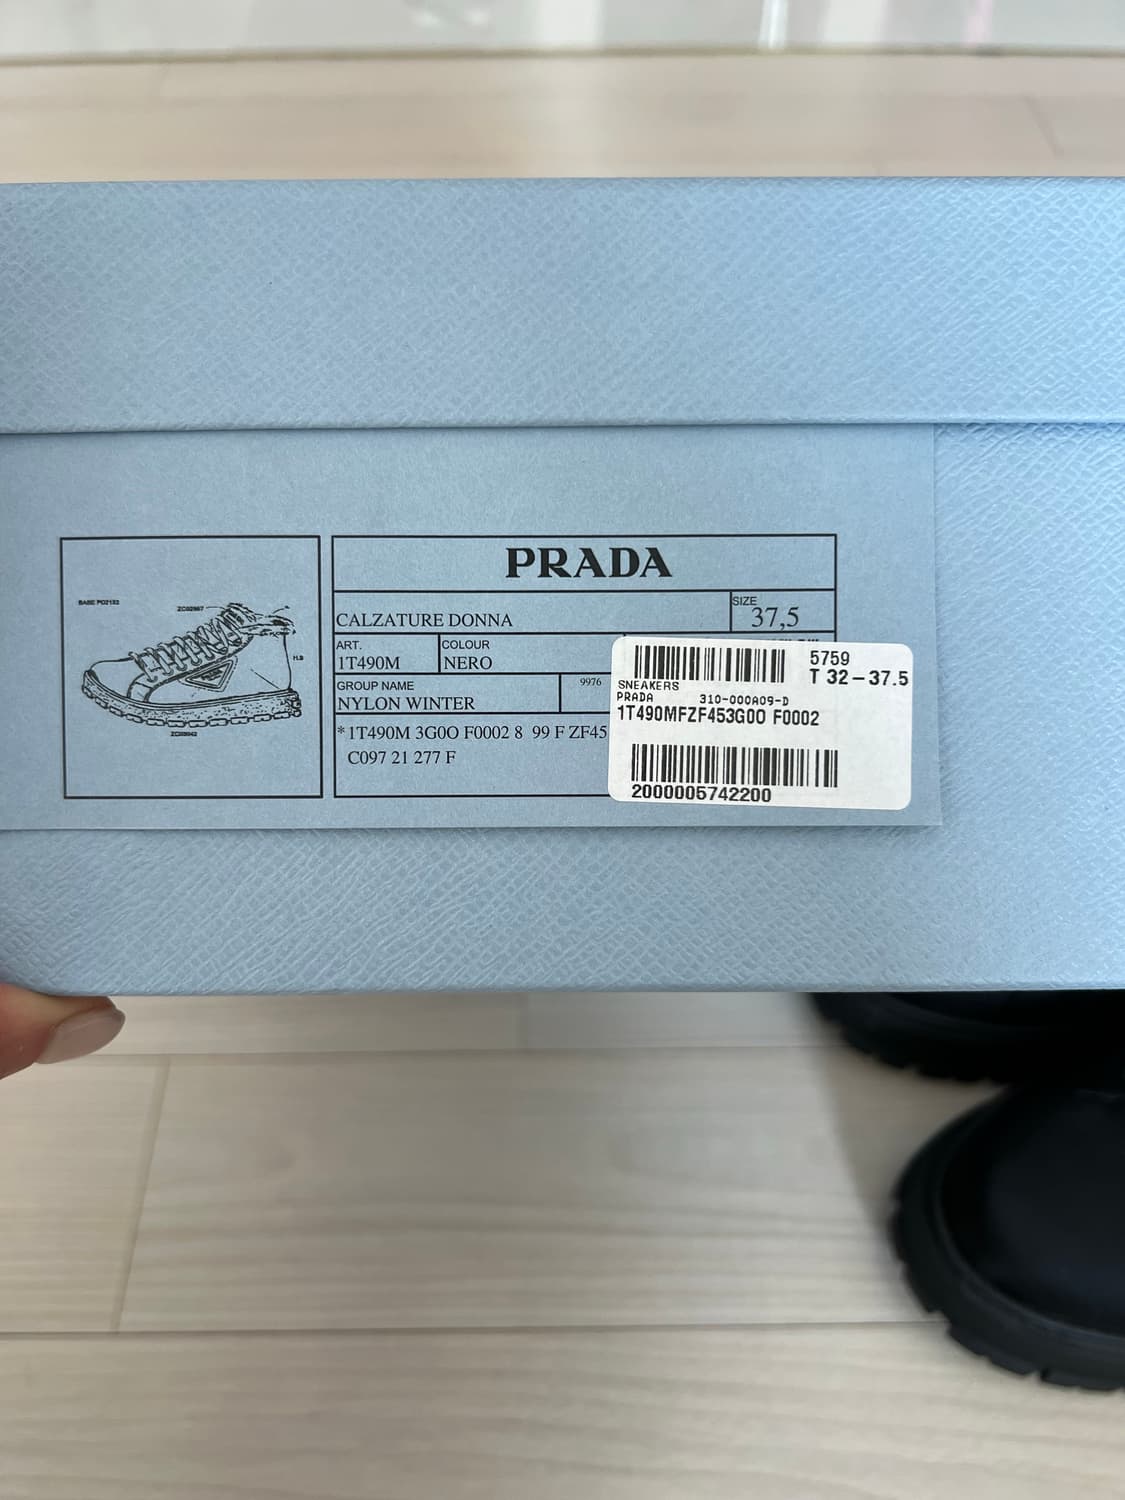 PRADA
CALZATURE DONNA
SIZE
37,5
ART.
1T490M
COLOUR
NERO
GROUP NAME
NYLON WINTER
9976
*1T490M 3G0O F0002 8 99 F ZF45
C097 21 277 F
5759
T 32-37.5
SNEAKERS
PRADA 310-000A09-D
1T490MFZF453G0O F0002
2000005742200
H.S